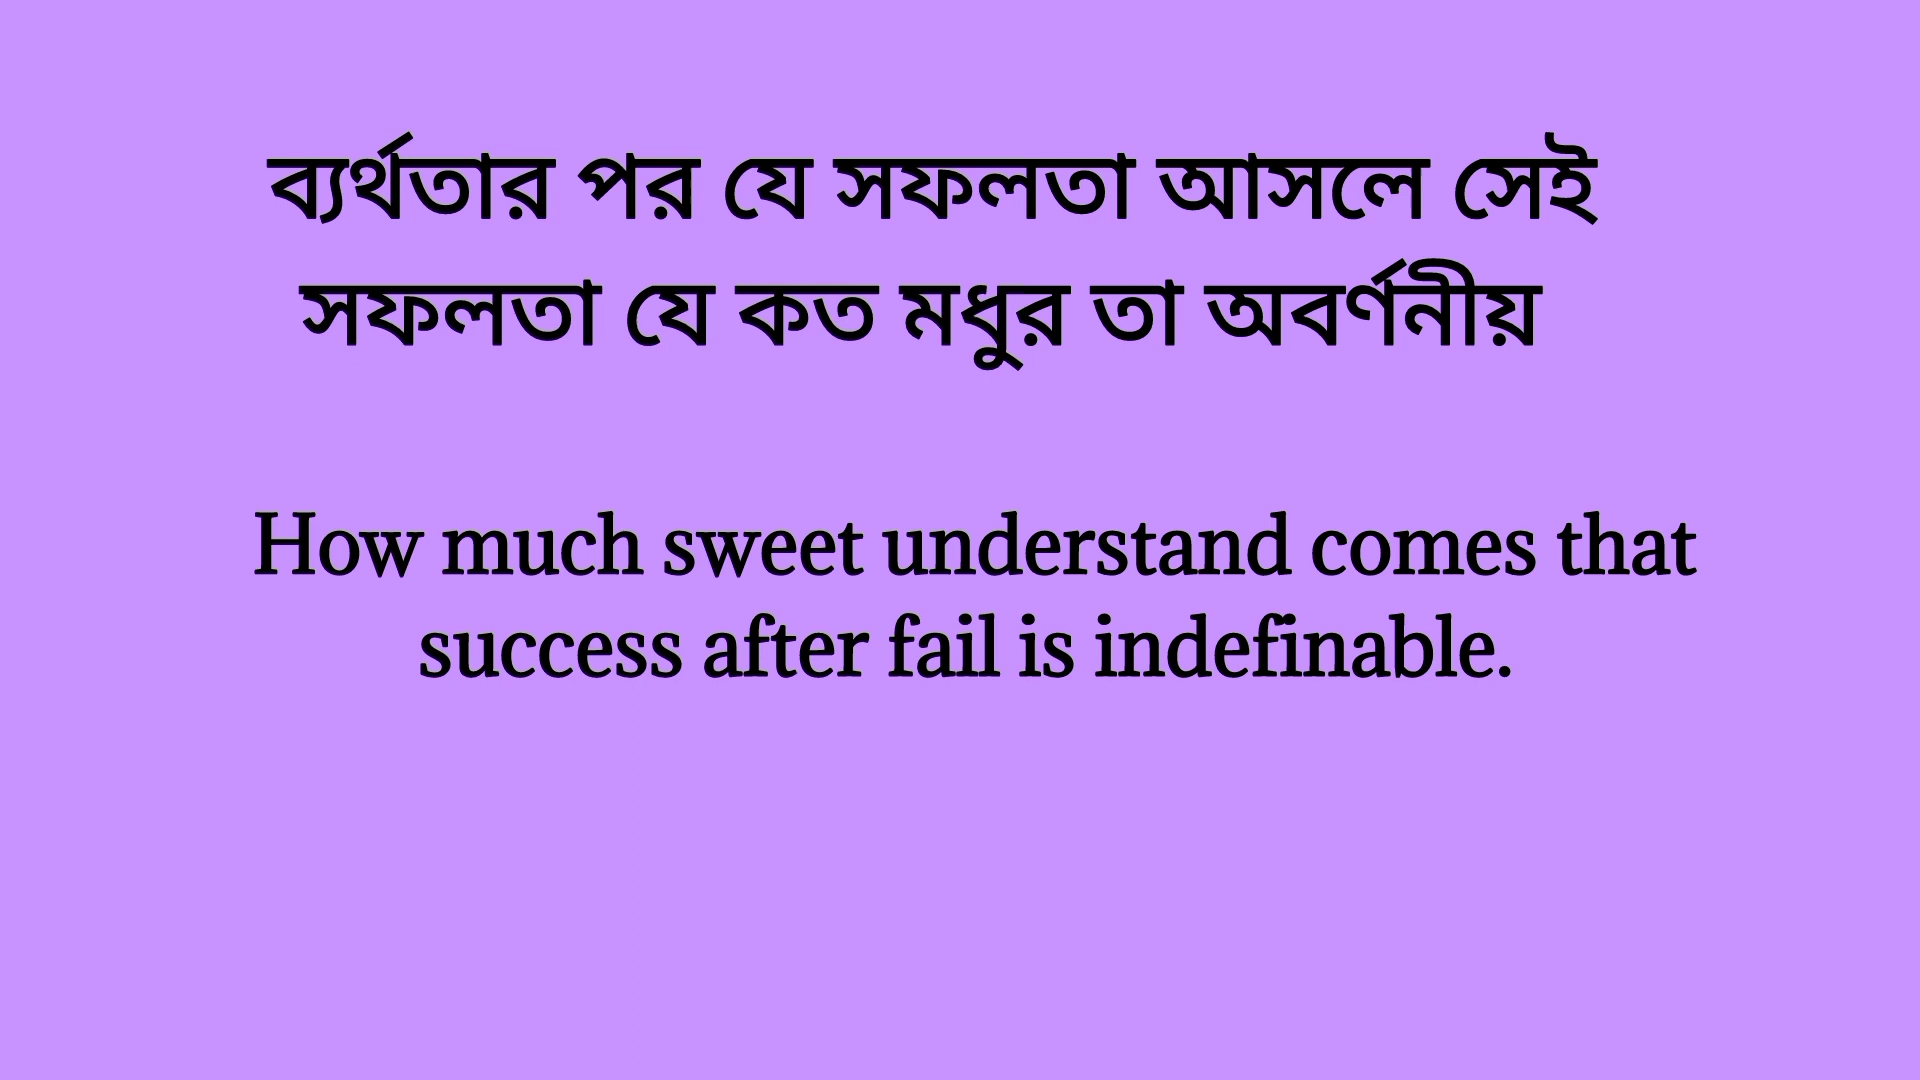 ব্যর্থতার পর যে সফলতা আসলে সেই
সফলতা যে কত মধুর তা অবর্ণনীয়
How much sweet understand comes that
success after fail is indefinable.